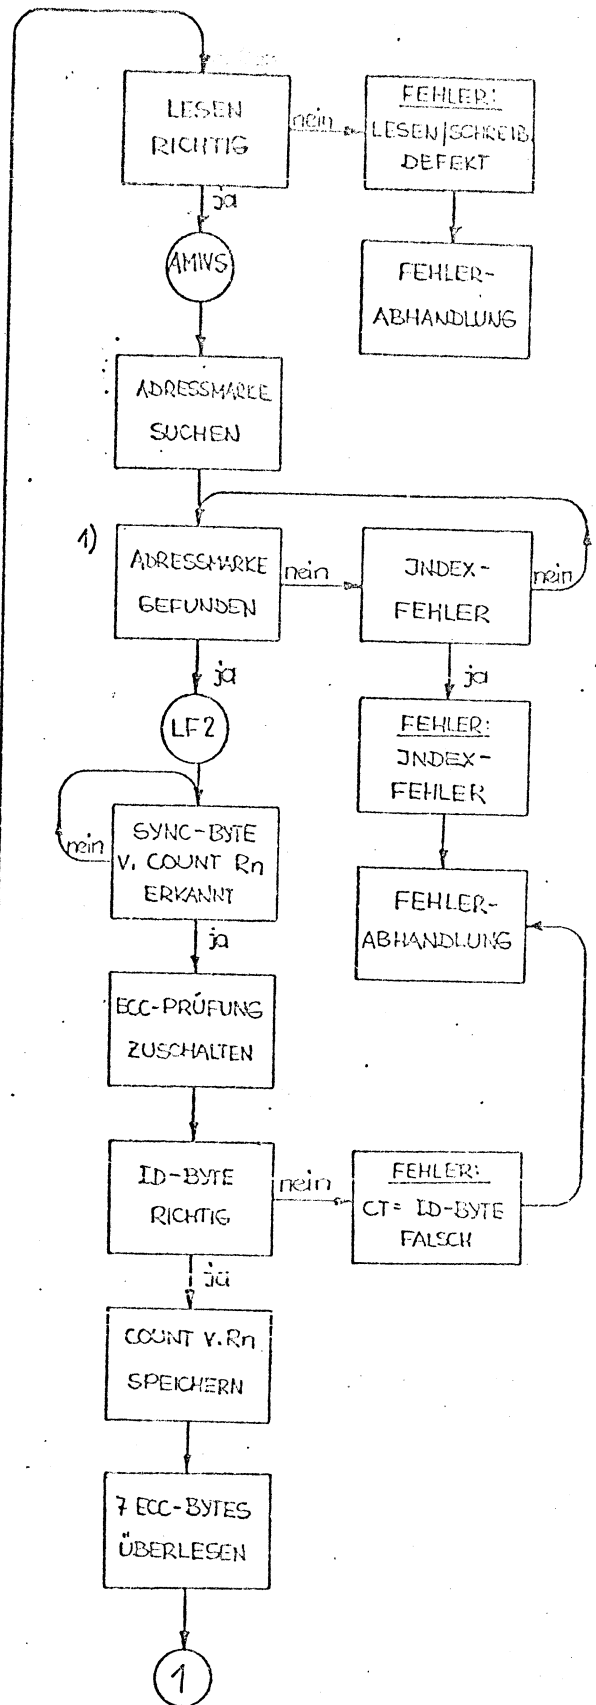 LESEN
RICHTIG
nein
FEHLER:
LESEN/SCHREIB
DEFEKT
ja
AMWS
FEHLER-
ABHANDLUNG
ADRESSMARKE
SUCHEN
1)
ADRESSMARKE
GEFUNDEN
nein
INDEX-
FEHLER
nein
ja
ja
LF2
FEHLER:
INDEX-
FEHLER
nein
SYNC-BYTE
V. COUNT Rn
ERKANNT
FEHLER-
ABHANDLUNG
ja
ECC-PRÜFUNG
ZUSCHALTEN
ID-BYTE
RICHTIG
nein
FEHLER:
CT= ID-BYTE
FALSCH
ja
COUNT V. Rn
SPEICHERN
7 ECC-BYTES
ÜBERLESEN
1